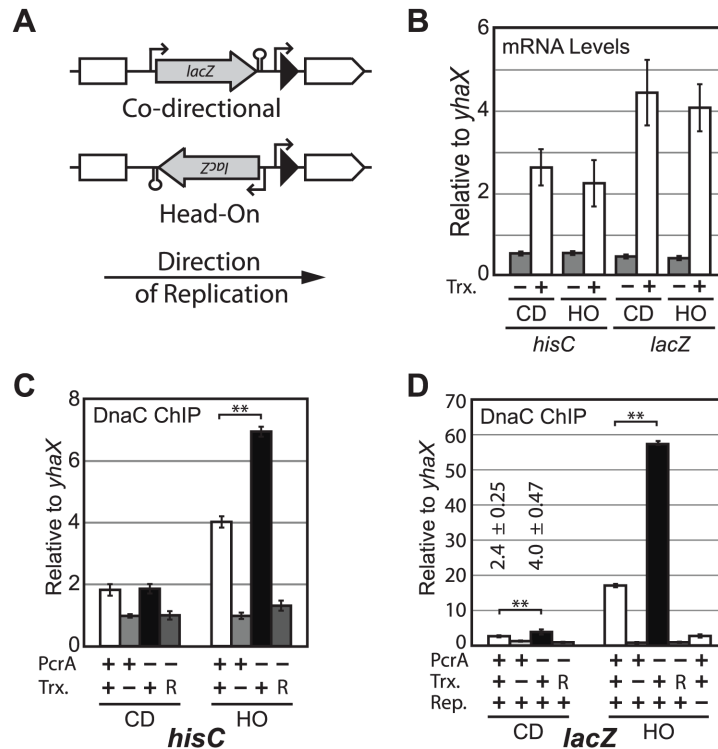 A
lacZ
Co-directional
lacZ
Head-On
Direction
of Replication
B
mRNA Levels
Relative to yhaX
6
4
2
0
Trx. − + − + − + − +
CD HO CD HO
hisC lacZ
C
DnaC ChIP
**
Relative to yhaX
8
6
4
2
0
PcrA + + − − + + − −
Trx. + − + R + − + R
CD HO
hisC
D
DnaC ChIP
**
2.4 ± 0.25
4.0 ± 0.47
**
Relative to yhaX
70
60
50
40
30
20
10
0
PcrA + + − − + + − − +
Trx. + − + R + − + R +
Rep. + + + + + + + + −
CD HO
lacZ